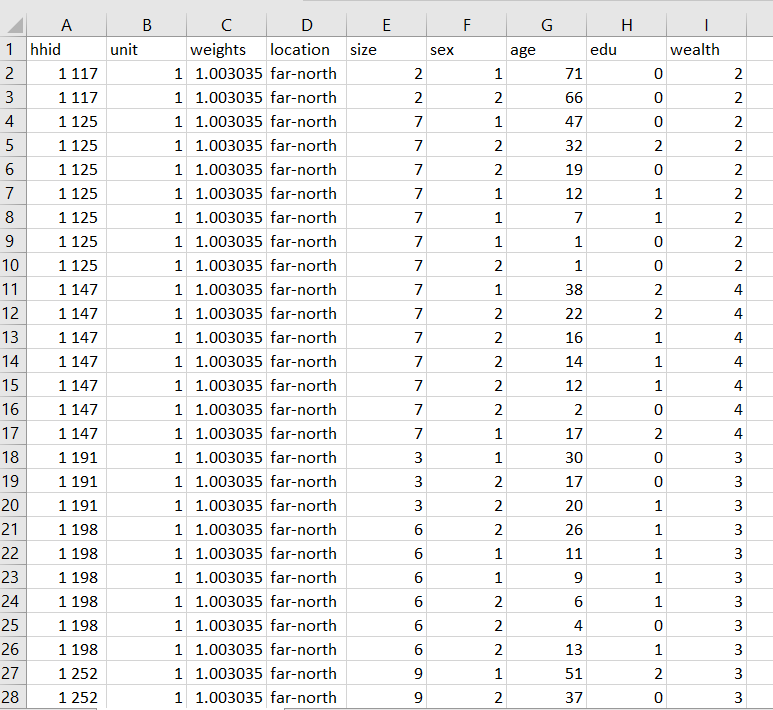 A B C D E F G H I
1 hhid unit weights location size sex age edu wealth
2 1 117 1 1.003035 far-north 2 1 71 0 2
3 1 117 1 1.003035 far-north 2 2 66 0 2
4 1 125 1 1.003035 far-north 7 1 47 0 2
5 1 125 1 1.003035 far-north 7 2 32 2 2
6 1 125 1 1.003035 far-north 7 2 19 0 2
7 1 125 1 1.003035 far-north 7 1 12 1 2
8 1 125 1 1.003035 far-north 7 1 7 1 2
9 1 125 1 1.003035 far-north 7 1 1 0 2
10 1 125 1 1.003035 far-north 7 2 1 0 2
11 1 147 1 1.003035 far-north 7 1 38 2 4
12 1 147 1 1.003035 far-north 7 2 22 2 4
13 1 147 1 1.003035 far-north 7 2 16 1 4
14 1 147 1 1.003035 far-north 7 2 14 1 4
15 1 147 1 1.003035 far-north 7 2 12 1 4
16 1 147 1 1.003035 far-north 7 2 2 0 4
17 1 147 1 1.003035 far-north 7 1 17 2 4
18 1 191 1 1.003035 far-north 3 1 30 0 3
19 1 191 1 1.003035 far-north 3 2 17 0 3
20 1 191 1 1.003035 far-north 3 2 20 1 3
21 1 198 1 1.003035 far-north 6 2 26 1 3
22 1 198 1 1.003035 far-north 6 1 11 1 3
23 1 198 1 1.003035 far-north 6 1 9 1 3
24 1 198 1 1.003035 far-north 6 2 6 1 3
25 1 198 1 1.003035 far-north 6 2 4 0 3
26 1 198 1 1.003035 far-north 6 2 13 1 3
27 1 252 1 1.003035 far-north 9 1 51 2 3
28 1 252 1 1.003035 far-north 9 2 37 0 3